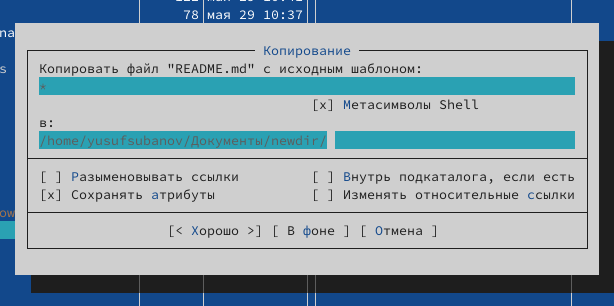 78 мая 29 10:37
Копирование
Копировать файл "README.md" с исходным шаблоном:
*
[x] Метасимволы Shell
в:
/home/yusufsubanov/Документы/newdir/
[ ] Разыменовывать ссылки [ ] Внутрь подкаталога, если есть
[x] Сохранять атрибуты [ ] Изменять относительные ссылки
[< Хорошо >] [ В фоне ] [ Отмена ]